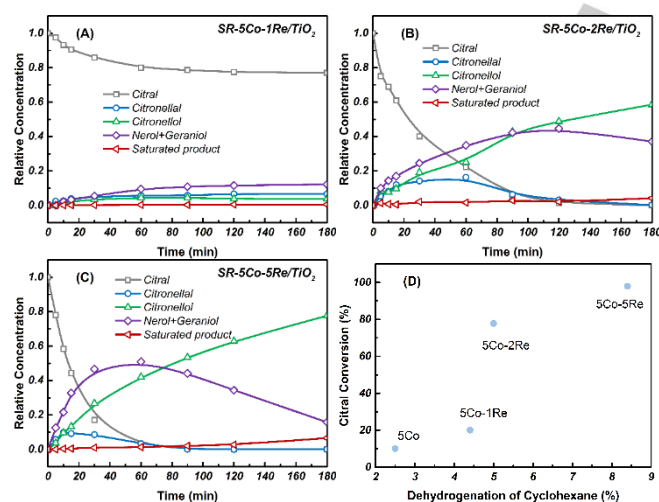 (A) SR-5Co-1Re/TiO2
Relative Concentration
1.0
0.8
0.6
0.4
0.2
0.0
Citral
Citronellal
Citronellol
Nerol+Geraniol
Saturated product
0 20 40 60 80 100 120 140 160 180
Time (min)
(B) SR-5Co-2Re/TiO2
Relative Concentration
1.0
0.8
0.6
0.4
0.2
0.0
Citral
Citronellal
Citronellol
Nerol+Geraniol
Saturated product
0 20 40 60 80 100 120 140 160 180
Time (min)
(C) SR-5Co-5Re/TiO2
Relative Concentration
1.0
0.8
0.6
0.4
0.2
0.0
Citral
Citronellal
Citronellol
Nerol+Geraniol
Saturated product
0 20 40 60 80 100 120 140 160 180
Time (min)
(D)
Citral Conversion (%)
100
80
60
40
20
0
5Co-5Re
5Co-2Re
5Co-1Re
5Co
2 3 4 5 6 7 8 9
Dehydrogenation of Cyclohexane (%)